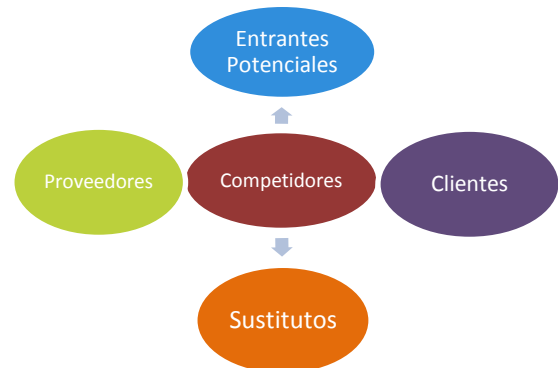 Entrantes
Potenciales
Proveedores
Competidores
Clientes
Sustitutos